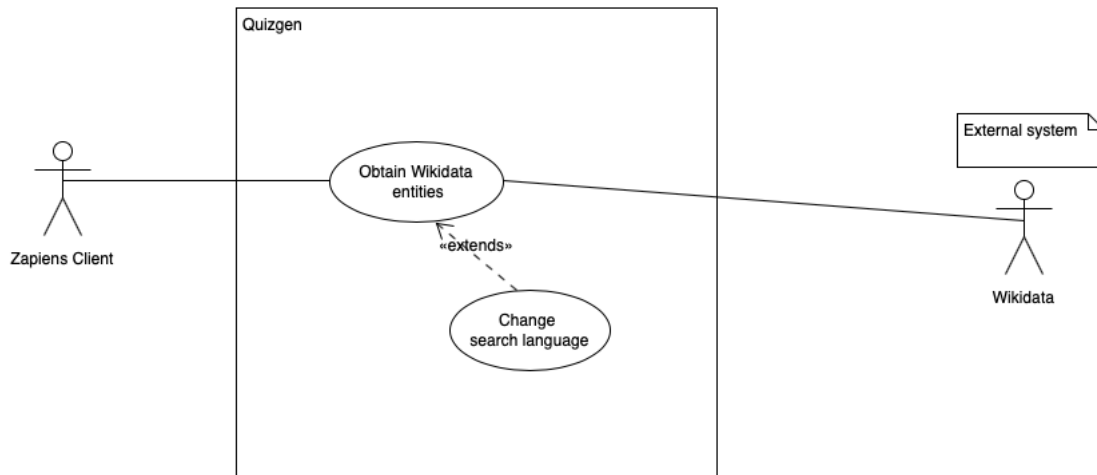 Quizgen
External system
Obtain Wikidata
entities
«extends»
Zapiens Client
Wikidata
Change
search language